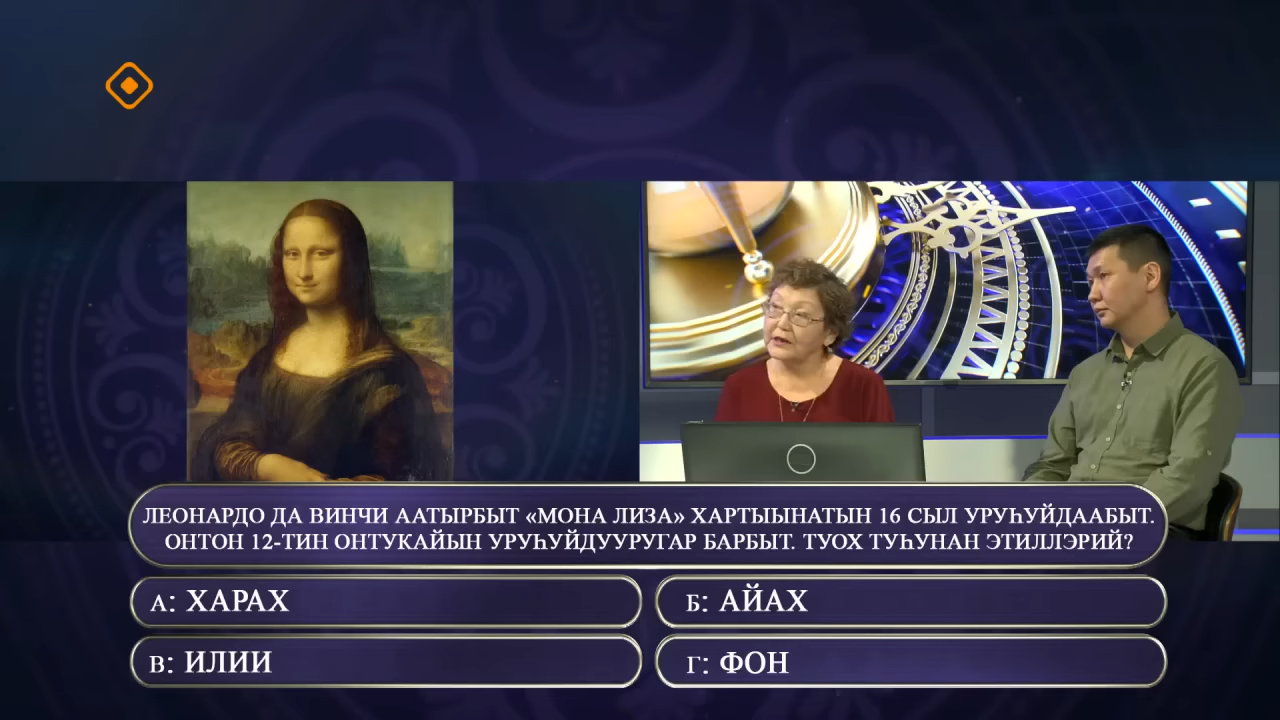 ЛЕОНАРДО ДА ВИНЧИ ААТЫРБЫТ «МОНА ЛИЗА» ХАРТЫЫНАТЫН 16 СЫЛ УРУҺУЙДААБЫТ.
ОНТОН 12-ТИН ОНТУКАЙЫН УРУҺУЙДУУРУГАР БАРБЫТ. ТУОХ ТУҺУНАН ЭТИЛЛЭРИЙ?
А: ХАРАХ
Б: АЙАХ
В: ИЛИИ
Г: ФОН